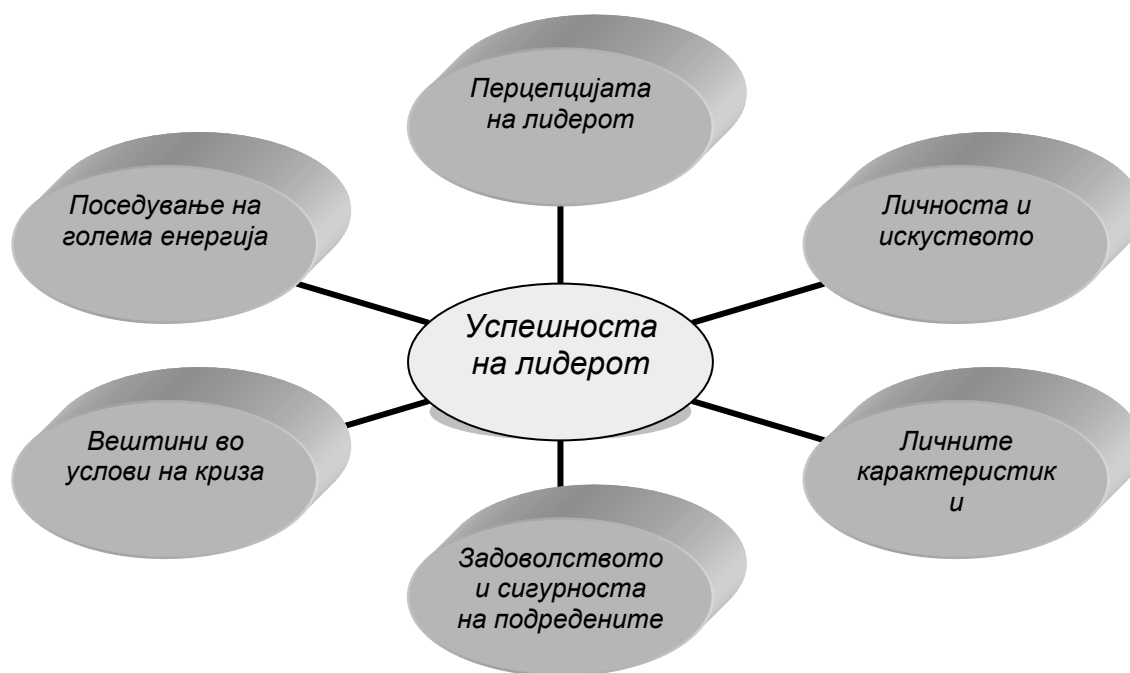 Перцепцијата
на лидерот
Поседување на
голема енергија
Личноста и
искуството
Успешноста
на лидерот
Вештини во
услови на криза
Личните
карактеристик
и
Задоволството
и сигурноста
на подредените